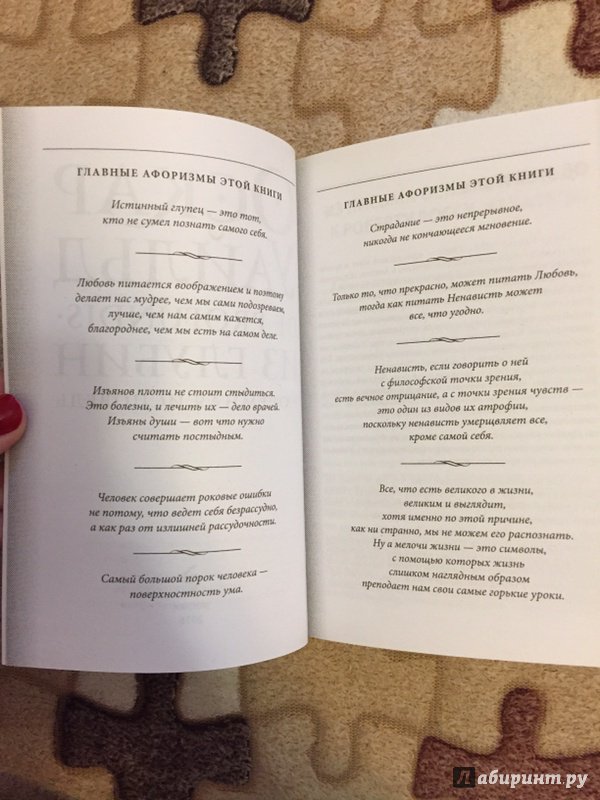 ГЛАВНЫЕ АФОРИЗМЫ ЭТОЙ КНИГИ
Истинный глупец — это тот,
кто не сумел познать самого себя.
Любовь питается воображением и поэтому
делает нас мудрее, чем мы сами подозреваем,
лучше, чем нам самим кажется,
благороднее, чем мы есть на самом деле.
Изъянов плоти не стоит стыдиться.
Это болезни, и лечить их — дело врачей.
Изъяны души — вот что нужно
считать постыдным.
Человек совершает роковые ошибки
не потому, что ведет себя безрассудно,
а как раз от излишней рассудочности.
Самый большой порок человека —
поверхностность ума.
ГЛАВНЫЕ АФОРИЗМЫ ЭТОЙ КНИГИ
Страдание — это непрерывное,
никогда не кончающееся мгновение.
Только то, что прекрасно, может питать Любовь,
тогда как питать Ненависть может
все, что угодно.
Ненависть, если говорить о ней
с философской точки зрения,
есть вечное отрицание, а с точки зрения чувств —
это один из видов их атрофии,
поскольку ненависть умерщвляет все,
кроме самой себя.
Все, что есть великого в жизни,
великим и выглядит,
хотя именно по этой причине,
как ни странно, мы не можем его распознать.
Ну а мелочи жизни — это символы,
с помощью которых жизнь
слишком наглядным образом
преподает нам свои самые горькие уроки.
Лабиринт.ру